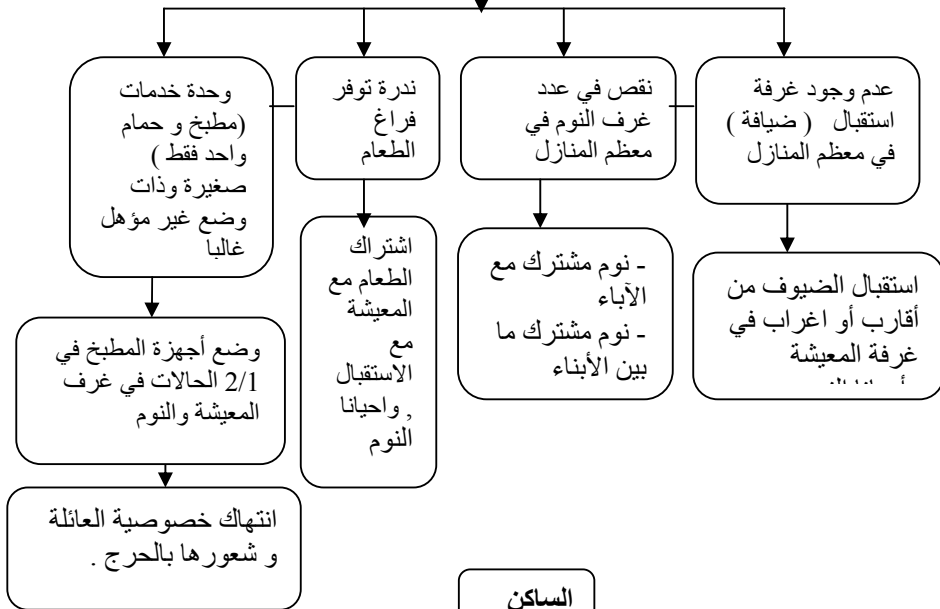 عدم وجود غرفة
استقبال ( ضيافة )
في معظم المنازل
نقص في عدد
غرف النوم في
معظم المنازل
ندرة توفر
فراغ
الطعام
وحدة خدمات
(مطبخ و حمام
واحد فقط )
صغيرة وذات
وضع غير مؤهل
غالبا
استقبال الضيوف من
أقارب أو اغراب في
غرفة المعيشة
- نوم مشترك مع
الآباء
- نوم مشترك ما
بين الأبناء
اشتراك
الطعام مع
المعيشة
مع
الاستقبال
, واحيانا
النوم
وضع أجهزة المطبخ في
2/1 الحالات في غرف
المعيشة والنوم
انتهاك خصوصية العائلة
و شعورها بالحرج .
الساكن